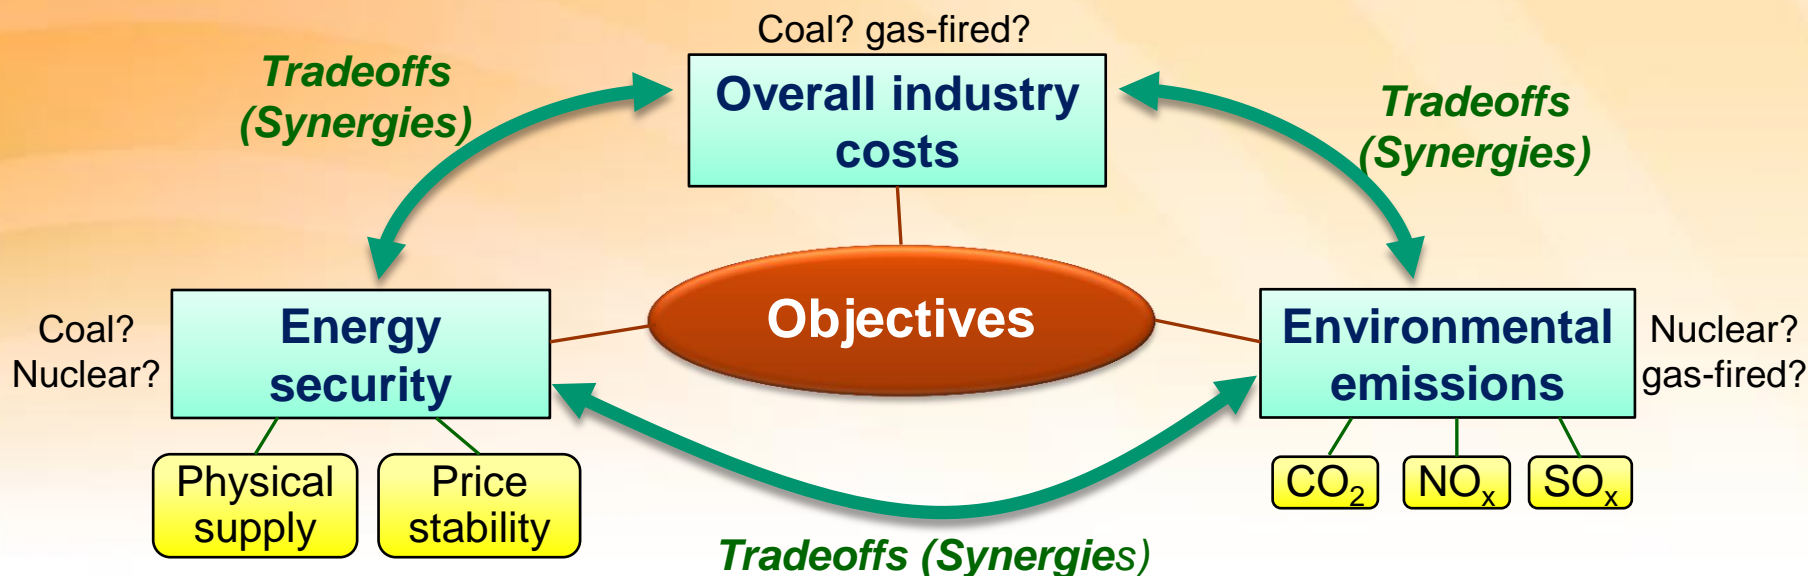 Coal? gas-fired?
Overall industry
costs
Tradeoffs
(Synergies)
Tradeoffs
(Synergies)
Objectives
Coal?
Nuclear?
Energy
security
Environmental
emissions
Nuclear?
gas-fired?
Physical
supply
Price
stability
CO₂
NOₓ
SOₓ
Tradeoffs (Synergies)